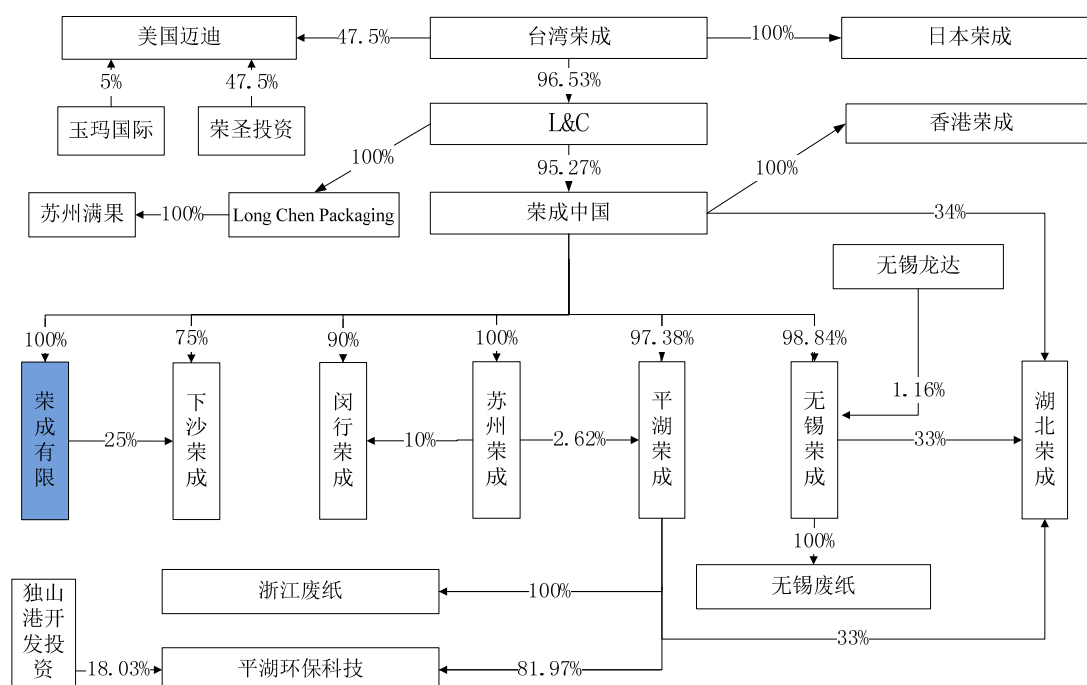 美国迈迪
47.5%
台湾荣成
100%
日本荣成
5%
47.5%
96.53%
玉玛国际
荣圣投资
L&C
香港荣成
100%
95.27%
100%
苏州满果
100%
Long Chen Packaging
荣成中国
34%
无锡龙达
100%
75%
90%
100%
97.38%
98.84%
荣成有限
25%
下沙荣成
闵行荣成
10%
苏州荣成
2.62%
平湖荣成
无锡荣成
1.16%
33%
湖北荣成
100%
独山港开发投资
浙江废纸
100%
无锡废纸
33%
18.03%
平湖环保科技
81.97%